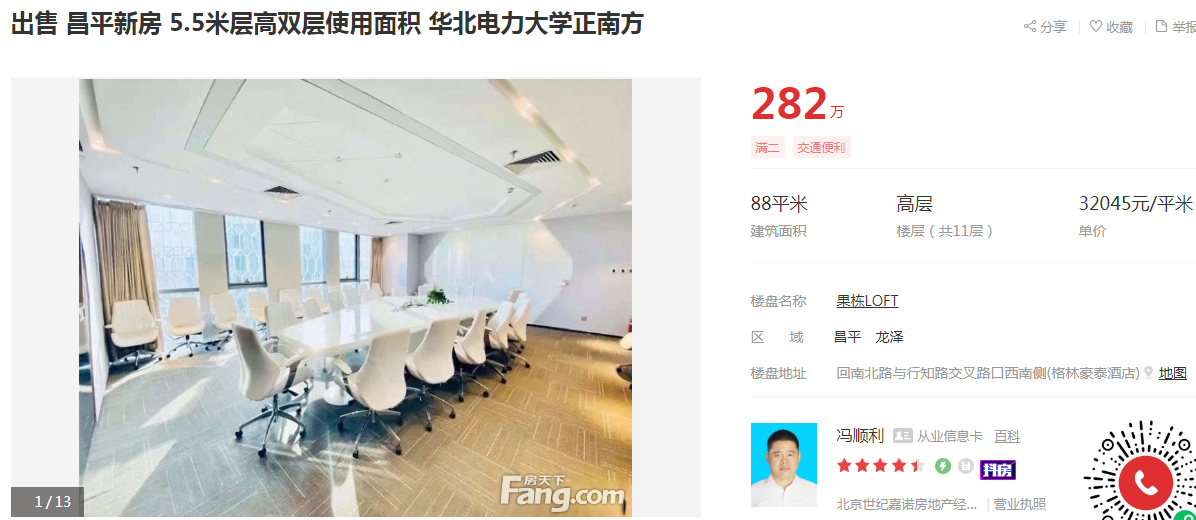 出售 昌平新房 5.5米层高双层使用面积 华北电力大学正南方
分享 收藏 举报
282万
满二 交通便利
88平米 高层 32045元/平米
建筑面积 楼层（共11层） 单价
楼盘名称 果栋LOFT
区 域 昌平 龙泽
楼盘地址 回南北路与行知路交叉路口西南侧(格林豪泰酒店) 地图
冯顺利 从业信息卡 百科
抖房
北京世纪嘉诺房地产经... 营业执照
房天下
Fang.com
1 / 13